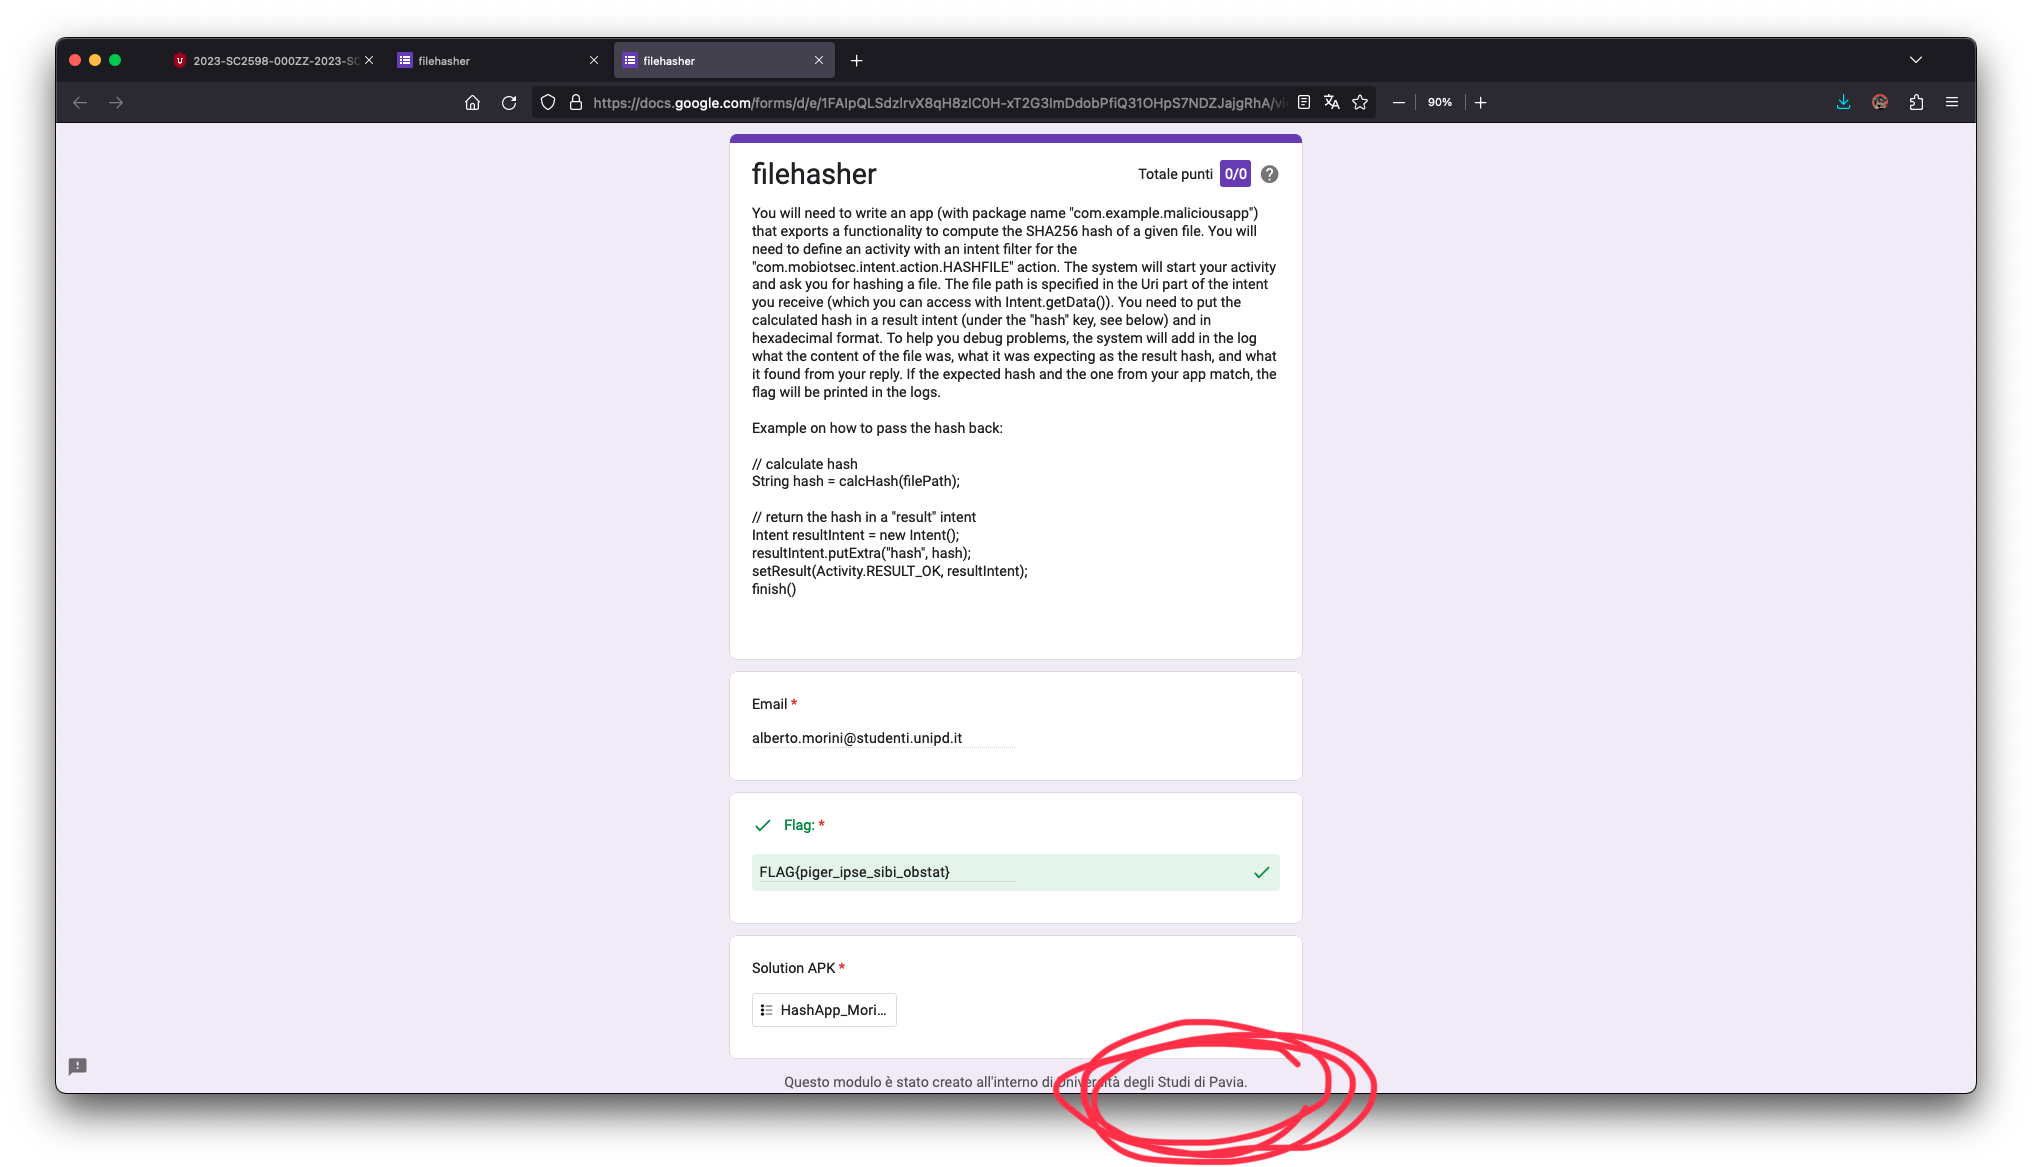 2023-SC2598-000ZZ-2023-SC
filehasher
filehasher
90%
filehasher
Totale punti 0/0
You will need to write an app (with package name "com.example.maliciousapp")
that exports a functionality to compute the SHA256 hash of a given file. You will
need to define an activity with an intent filter for the
"com.mobiotsec.intent.action.HASHFILE" action. The system will start your activity
and ask you for hashing a file. The file path is specified in the Uri part of the intent
you receive (which you can access with Intent.getData()). You need to put the
calculated hash in a result intent (under the "hash" key, see below) and in
hexadecimal format. To help you debug problems, the system will add in the log
what the content of the file was, what it was expecting as the result hash, and what
it found from your reply. If the expected hash and the one from your app match, the
flag will be printed in the logs.
Example on how to pass the hash back:
// calculate hash
String hash = calcHash(filePath);
// return the hash in a "result" intent
Intent resultIntent = new Intent();
resultIntent.putExtra("hash", hash);
setResult(Activity.RESULT_OK, resultIntent);
finish()
Email *
alberto.morini@studenti.unipd.it
Flag: *
FLAG{piger_ipse_sibi_obstat}
Solution APK *
HashApp_Mori...
Questo modulo è stato creato all'interno di Università degli Studi di Pavia.